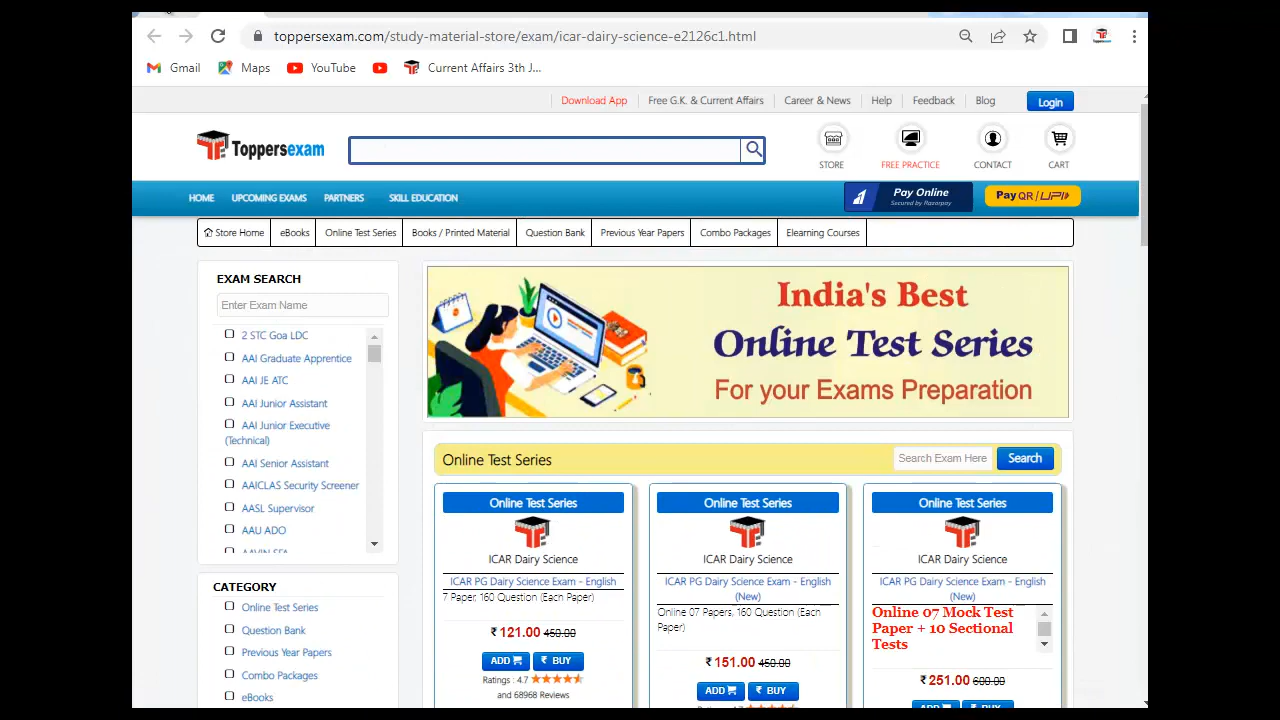 toppersexam.com/study-material-store/exam/icar-dairy-science-e2126c1.html
Gmail Maps YouTube Current Affairs 3th J...
Download App Free G.K. & Current Affairs Career & News Help Feedback Blog Login
Toppersexam
STORE FREE PRACTICE CONTACT CART
HOME UPCOMING EXAMS PARTNERS SKILL EDUCATION
Pay Online
Secured by Razorpay
Pay QR / UPI
Store Home eBooks Online Test Series Books / Printed Material Question Bank Previous Year Papers Combo Packages Elearning Courses
EXAM SEARCH
Enter Exam Name
2 STC Goa LDC
AAI Graduate Apprentice
AAI JE ATC
AAI Junior Assistant
AAI Junior Executive
(Technical)
AAI Senior Assistant
AAICLAS Security Screener
AASL Supervisor
AAU ADO
CATEGORY
Online Test Series
Question Bank
Previous Year Papers
Combo Packages
eBooks
India's Best
Online Test Series
For your Exams Preparation
Online Test Series
Search Exam Here Search
Online Test Series
ICAR Dairy Science
ICAR PG Dairy Science Exam - English
7 Paper, 160 Question (Each Paper)
₹ 121.00 450.00
ADD ₹ BUY
Ratings : 4.7
and 68968 Reviews
Online Test Series
ICAR Dairy Science
ICAR PG Dairy Science Exam - English
(New)
Online 07 Papers, 160 Question (Each
Paper)
₹ 151.00 450.00
ADD ₹ BUY
Online Test Series
ICAR Dairy Science
ICAR PG Dairy Science Exam - English
(New)
Online 07 Mock Test
Paper + 10 Sectional
Tests
₹ 251.00 600.00
ADD ₹ BUY